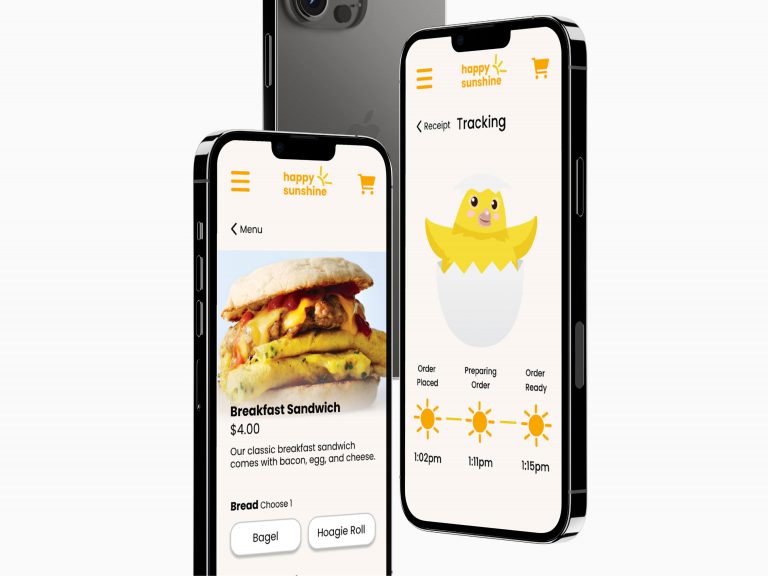 happy
sunshine
Menu
Breakfast Sandwich
$4.00
Our classic breakfast sandwich
comes with bacon, egg, and cheese.
Bread Choose 1
Bagel
Hoagie Roll
happy
sunshine
Receipt Tracking
Order
Placed
Preparing
Order
Order
Ready
1:02pm
1:11pm
1:15pm